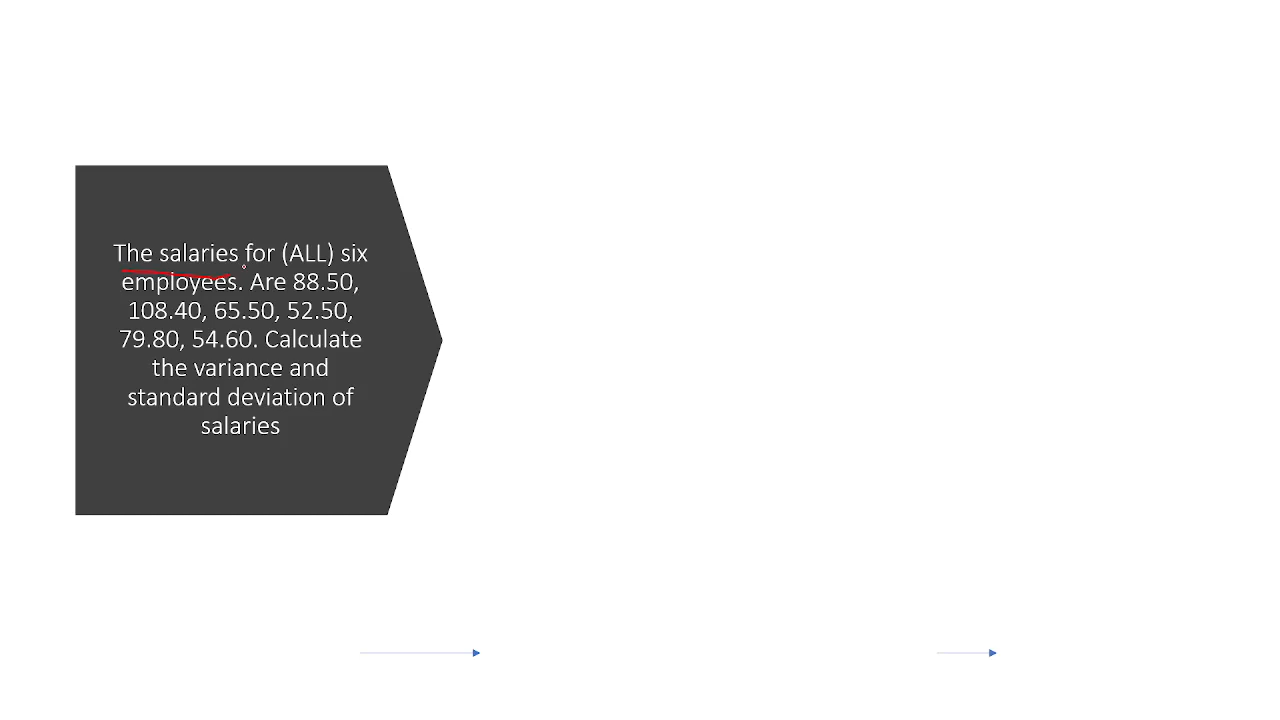 The salaries for (ALL) six
employees. Are 88.50,
108.40, 65.50, 52.50,
79.80, 54.60. Calculate
the variance and
standard deviation of
salaries